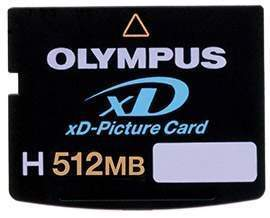 OLYMPUS
xD
xD-Picture Card
H 512MB